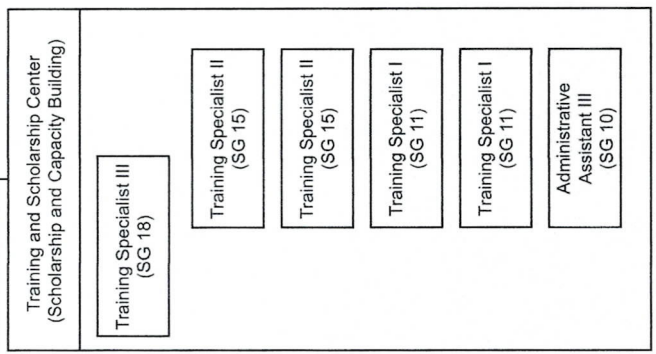 Training and Scholarship Center
(Scholarship and Capacity Building)
Training Specialist III
(SG 18)
Training Specialist II
(SG 15)
Training Specialist II
(SG 15)
Training Specialist I
(SG 11)
Training Specialist I
(SG 11)
Administrative
Assistant III
(SG 10)